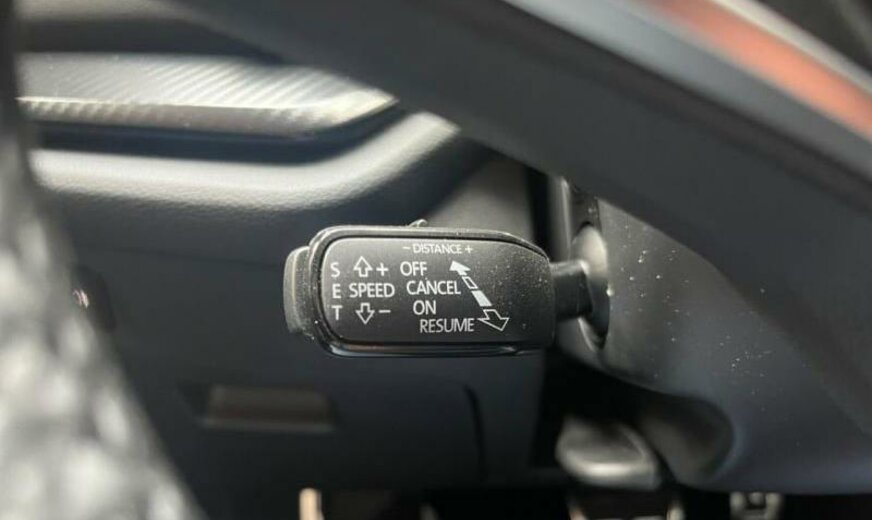 - DISTANCE +
S + OFF
E SPEED CANCEL
T - ON
RESUME